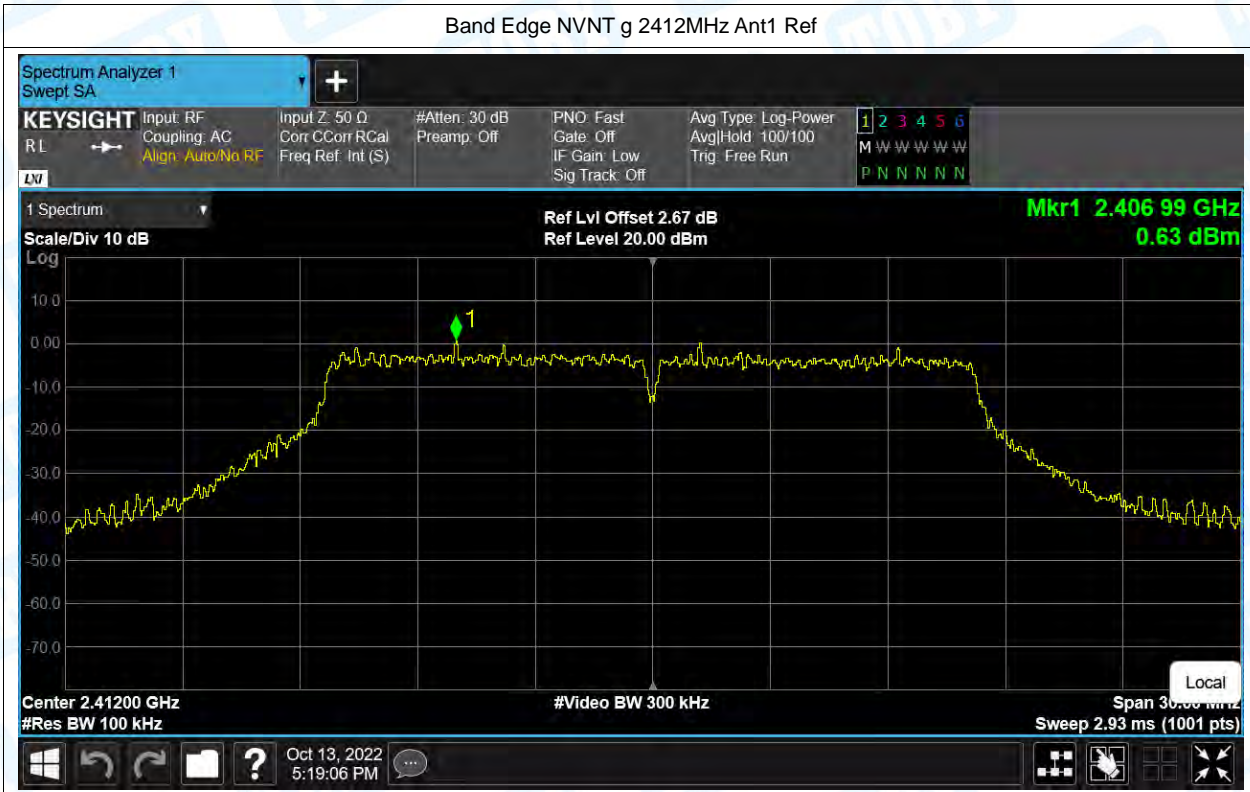 Band Edge NVNT g 2412MHz Ant1 Ref
Spectrum Analyzer 1
Swept SA
KEYSIGHT
R L
LXI
Input: RF
Coupling: AC
Align: Auto/No RF
Input Z: 50 Ω
Corr CCorr RCal
Freq Ref: Int (S)
#Atten: 30 dB
Preamp: Off
PNO: Fast
Gate: Off
IF Gain: Low
Sig Track: Off
Avg Type: Log-Power
Avg|Hold: 100/100
Trig: Free Run
1 2 3 4 5 6
M W W W W W
P N N N N N
1 Spectrum
Scale/Div 10 dB
Ref Lvl Offset 2.67 dB
Ref Level 20.00 dBm
Mkr1 2.406 99 GHz
0.63 dBm
Log
10.0
0.00
-10.0
-20.0
-30.0
-40.0
-50.0
-60.0
-70.0
1
Local
Center 2.41200 GHz
#Res BW 100 kHz
#Video BW 300 kHz
Span 30.00 MHz
Sweep 2.93 ms (1001 pts)
?
Oct 13, 2022
5:19:06 PM